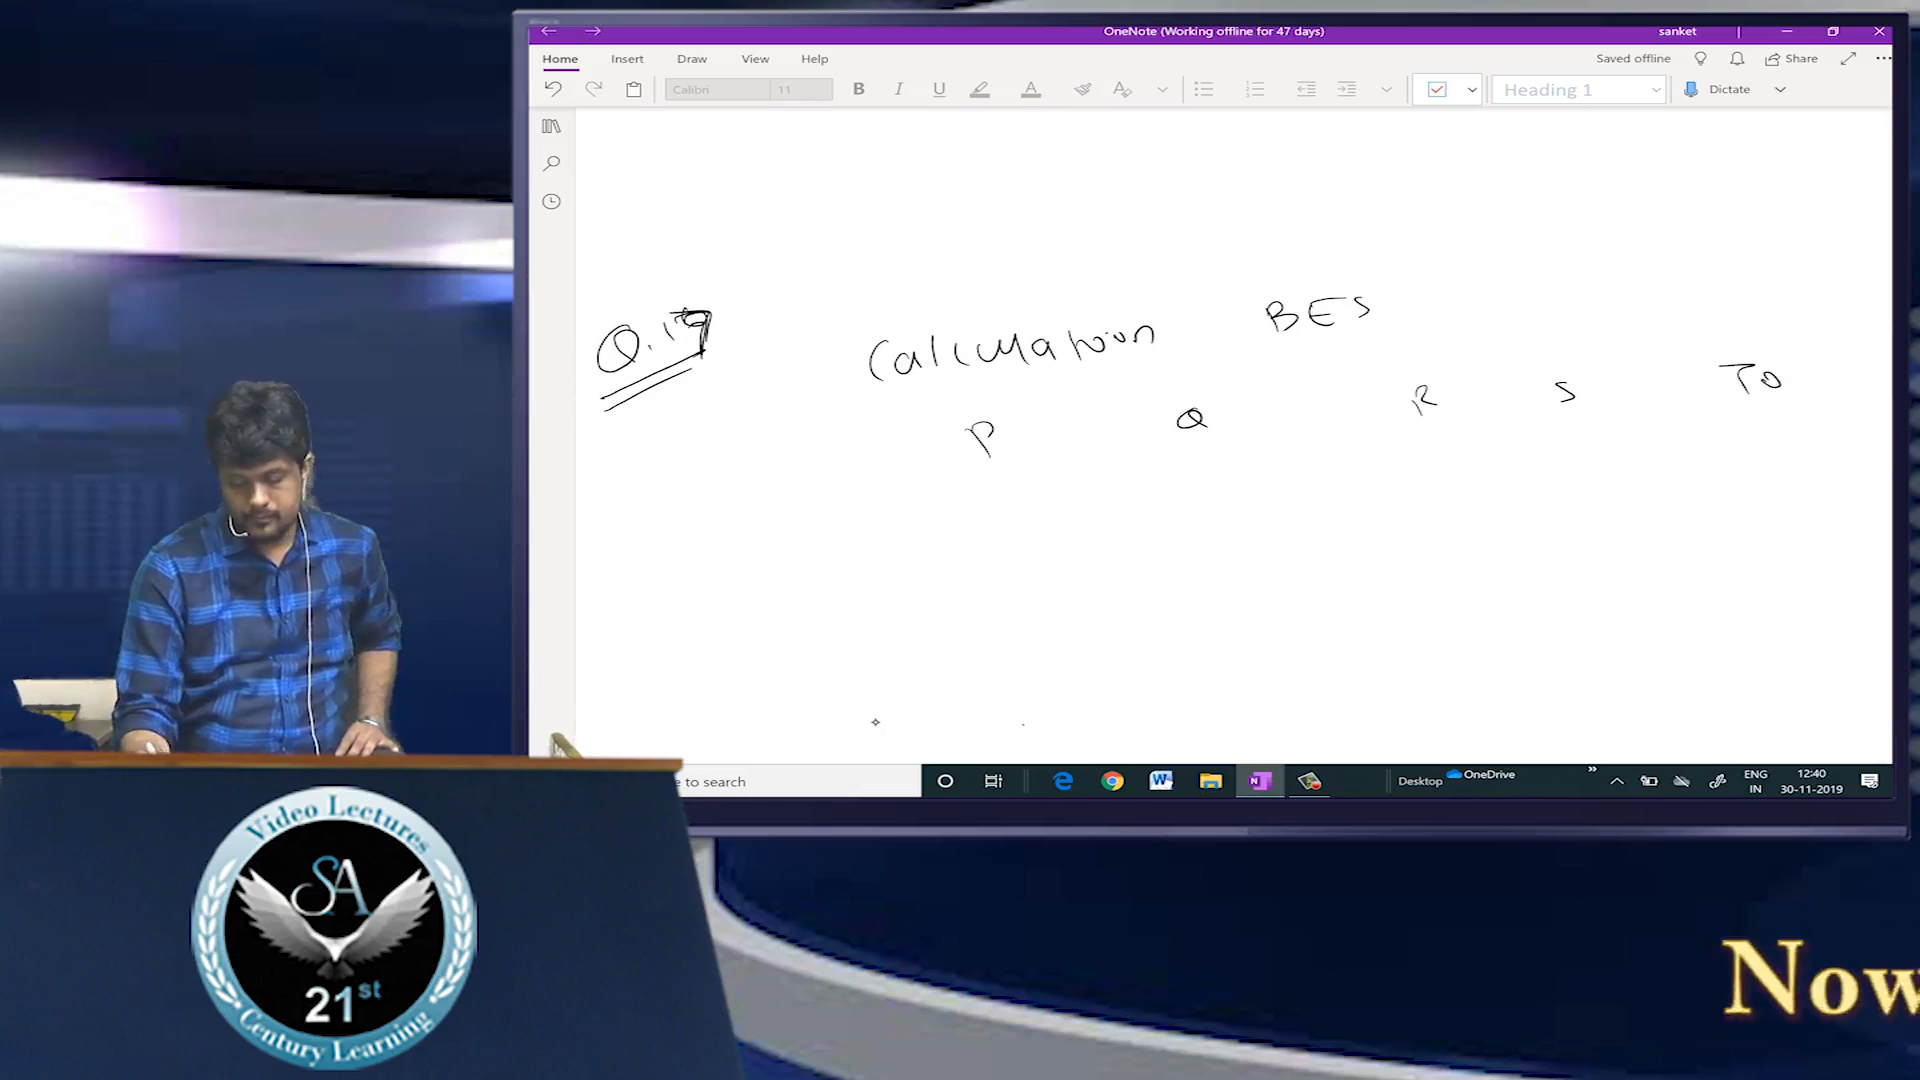 OneNote (Working offline for 47 days)
sanket
Home Insert Draw View Help
Saved offline
Share
Calibri 11 B I U A A Heading 1 Dictate
Calculation BES
P Q R S To
e to search
Desktop OneDrive
ENG
IN
12:40
30-11-2019
Video Lectures
SA
21st
Century Learning
Now